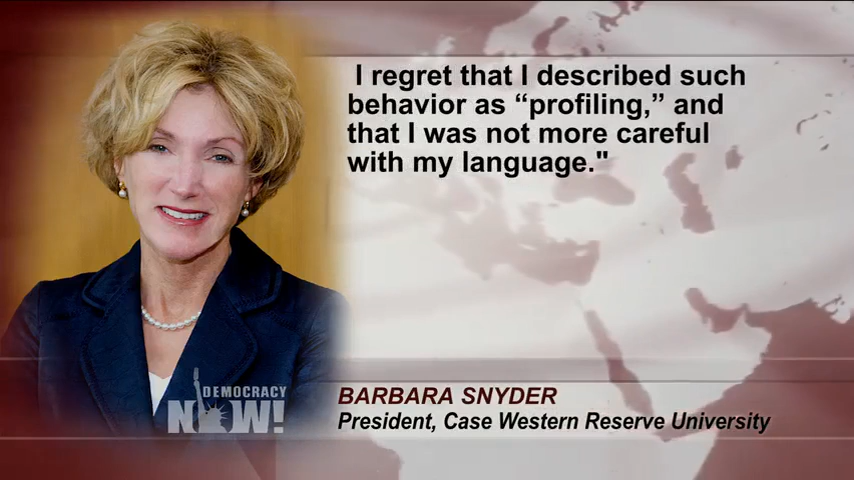 I regret that I described such
behavior as “profiling,” and
that I was not more careful
with my language."
DEMOCRACY
NOW!
BARBARA SNYDER
President, Case Western Reserve University